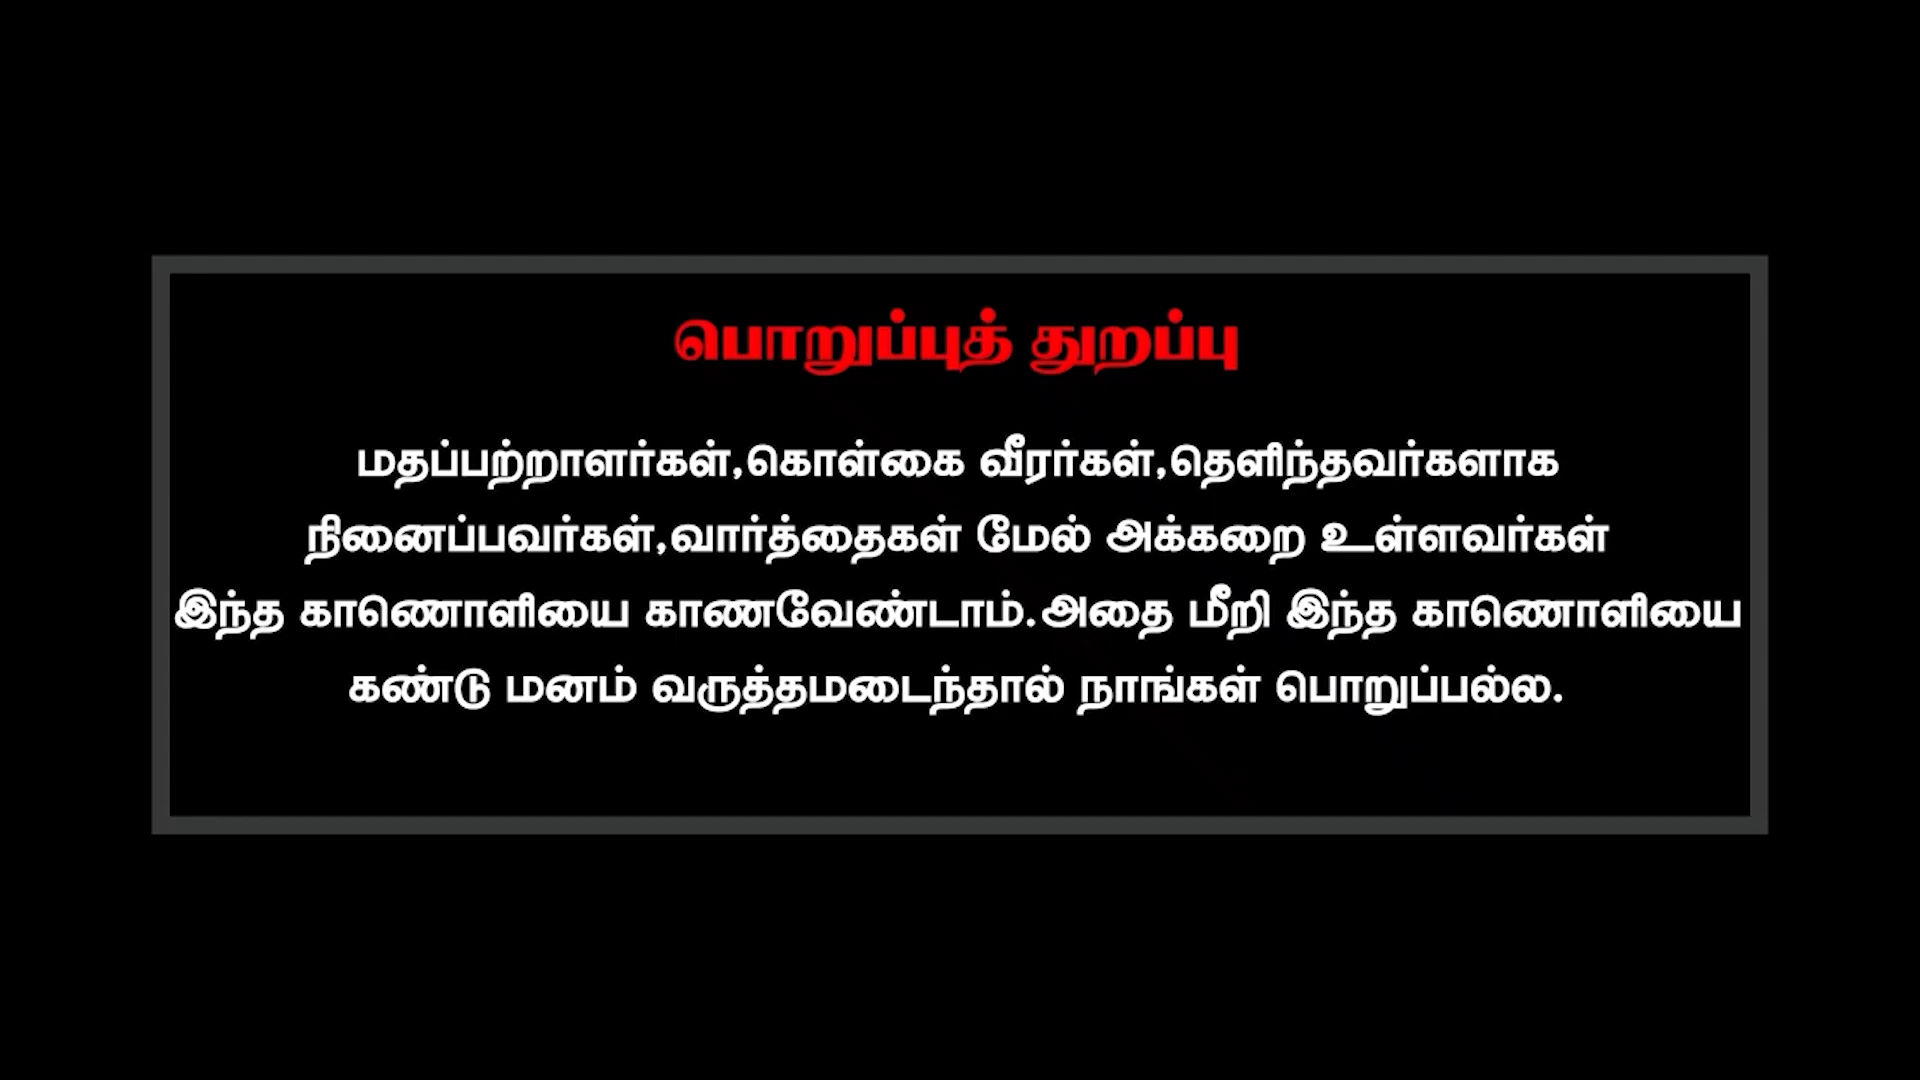 பொறுப்புத் துறப்பு
மதப்பற்றாளர்கள்,கொள்கை வீரர்கள்,தெளிந்தவர்களாக
நினைப்பவர்கள்,வார்த்தைகள் மேல் அக்கறை உள்ளவர்கள்
இந்த காணொளியை காணவேண்டாம்.அதை மீறி இந்த காணொளியை
கண்டு மனம் வருத்தமடைந்தால் நாங்கள் பொறுப்பல்ல.